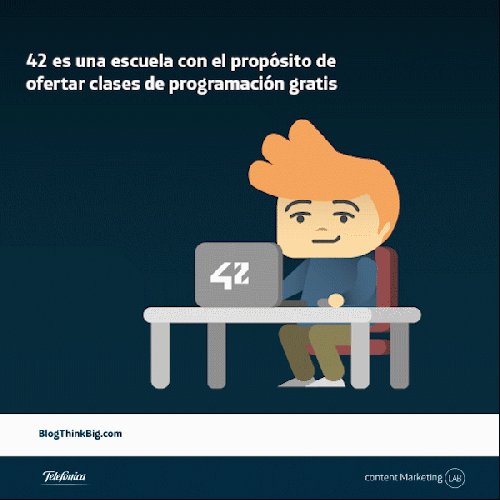 42 es una escuela con el propósito de
ofertar clases de programación gratis
42
BlogThinkBig.com
Telefónica
content Marketing LAB